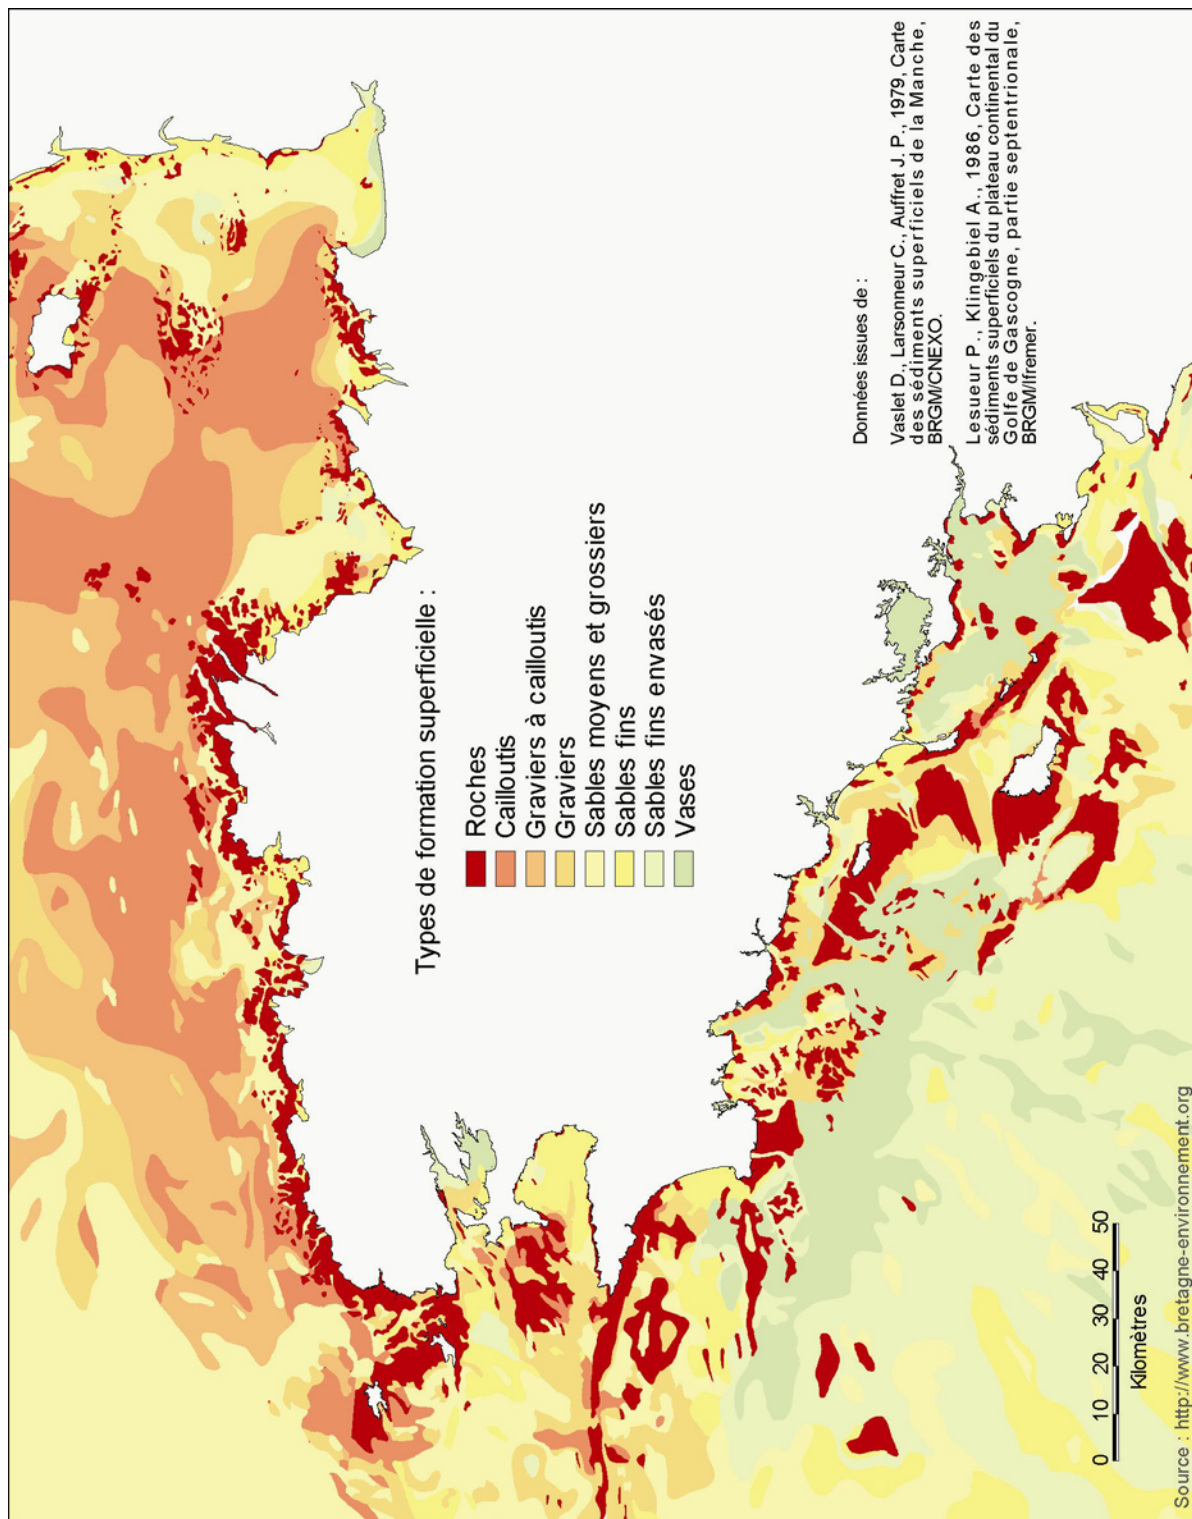 Types de formation superficielle :
Roches
Cailloutis
Graviers à cailloutis
Graviers
Sables moyens et grossiers
Sables fins
Sables fins envasés
Vases
Données issues de :
Vaslet D., Larsonneur C., Auffret J. P., 1979, Carte
des sédiments superficiels de la Manche,
BRGM/CNEXO.
Lesueur P., Klingebiel A., 1986, Carte des
sédiments superficiels du plateau continental du
Golfe de Gascogne, partie septentrionale,
BRGM/Ifremer.
0 10 20 30 40 50
Kilomètres
Source : http://www.bretagne-environnement.org